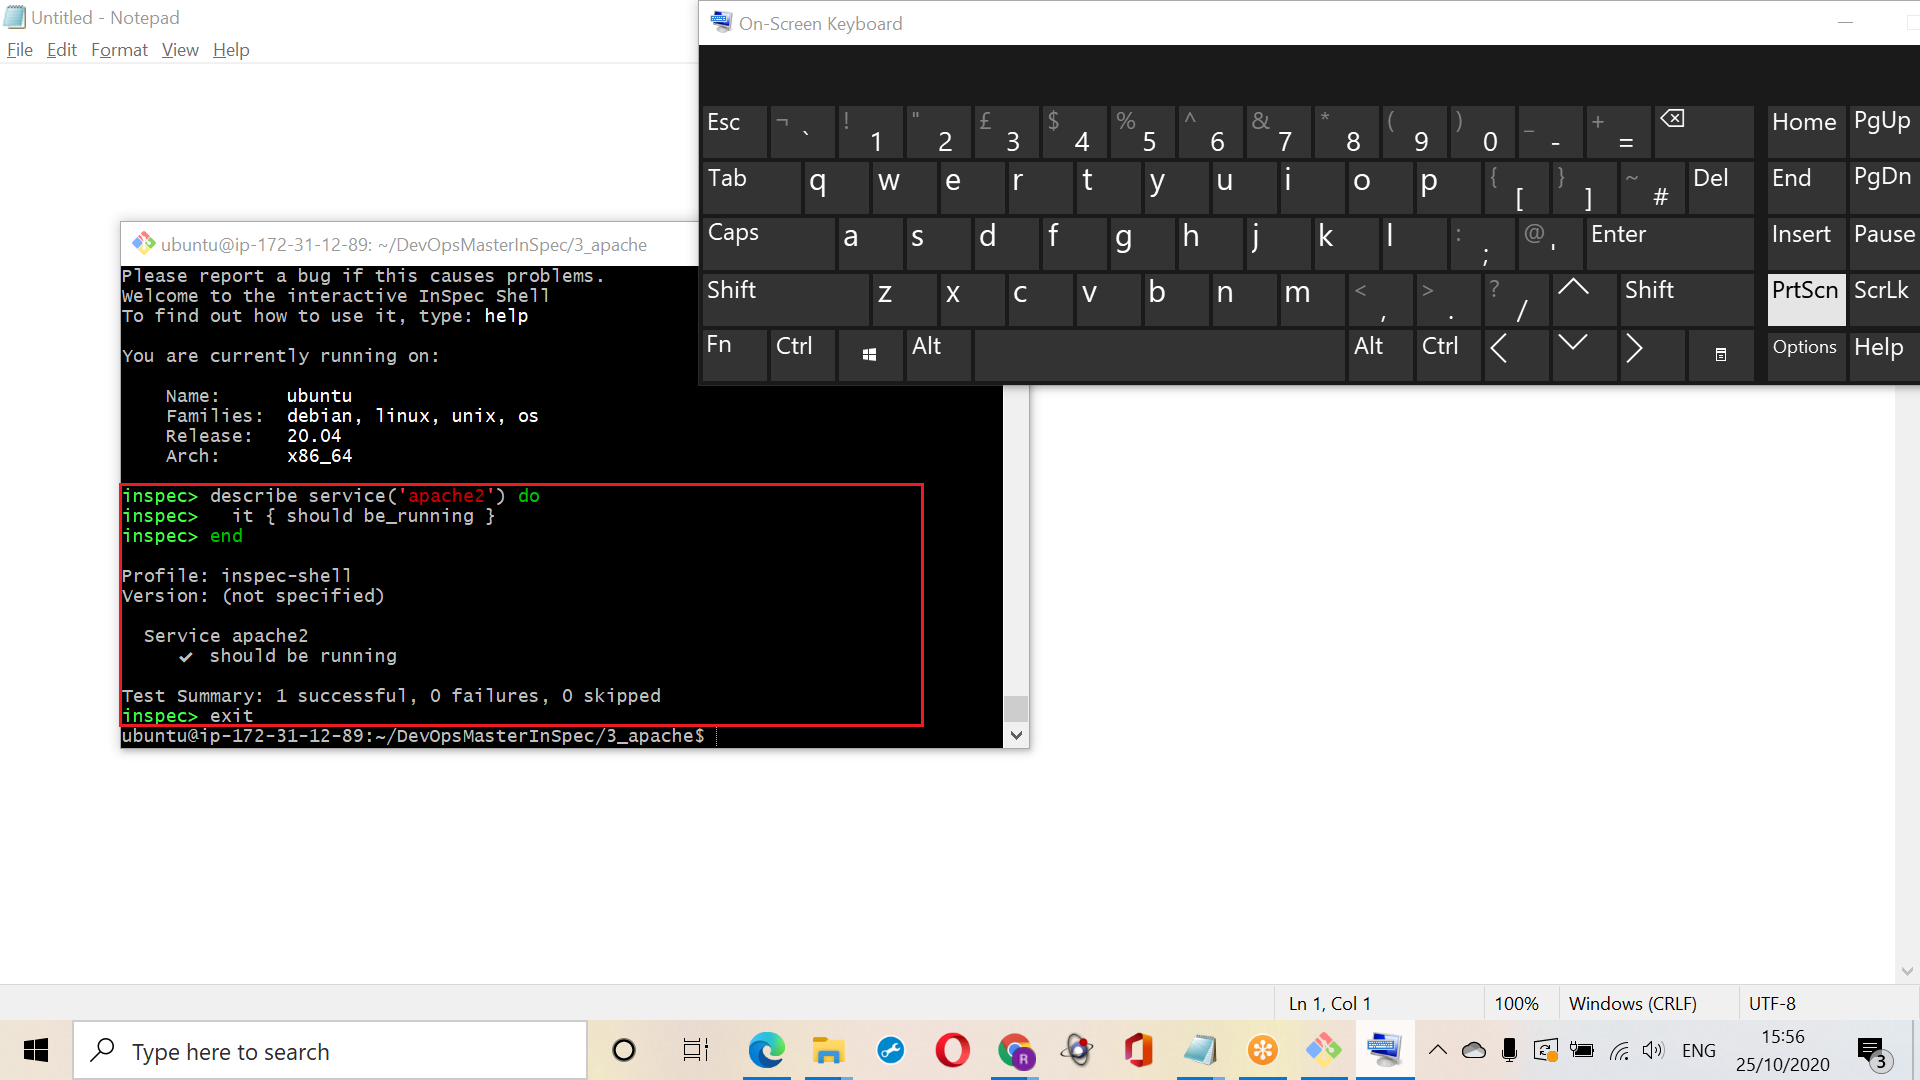 Untitled - Notepad
File Edit Format View Help
On-Screen Keyboard
Esc ¬ ` ! 1 " 2 £ 3 $ 4 % 5 ^ 6 & 7 * 8 ( 9 ) 0 _ - + = Home PgUp
Tab q w e r t y u i o p { [ } ] ~ # Del End PgDn
Caps a s d f g h j k l : ; @ ' Enter Insert Pause
Shift z x c v b n m < , > . ? / Shift PrtScn ScrLk
Fn Ctrl Alt Alt Ctrl Options Help
ubuntu@ip-172-31-12-89: ~/DevOpsMasterInSpec/3_apache
Please report a bug if this causes problems.
Welcome to the interactive InSpec Shell
To find out how to use it, type: help
You are currently running on:
Name: ubuntu
Families: debian, linux, unix, os
Release: 20.04
Arch: x86_64
inspec> describe service('apache2') do
inspec>   it { should be_running }
inspec> end
Profile: inspec-shell
Version: (not specified)
Service apache2
✔ should be running
Test Summary: 1 successful, 0 failures, 0 skipped
inspec> exit
ubuntu@ip-172-31-12-89:~/DevOpsMasterInSpec/3_apache$
Ln 1, Col 1 100% Windows (CRLF) UTF-8
Type here to search
R
ENG
15:56
25/10/2020
3